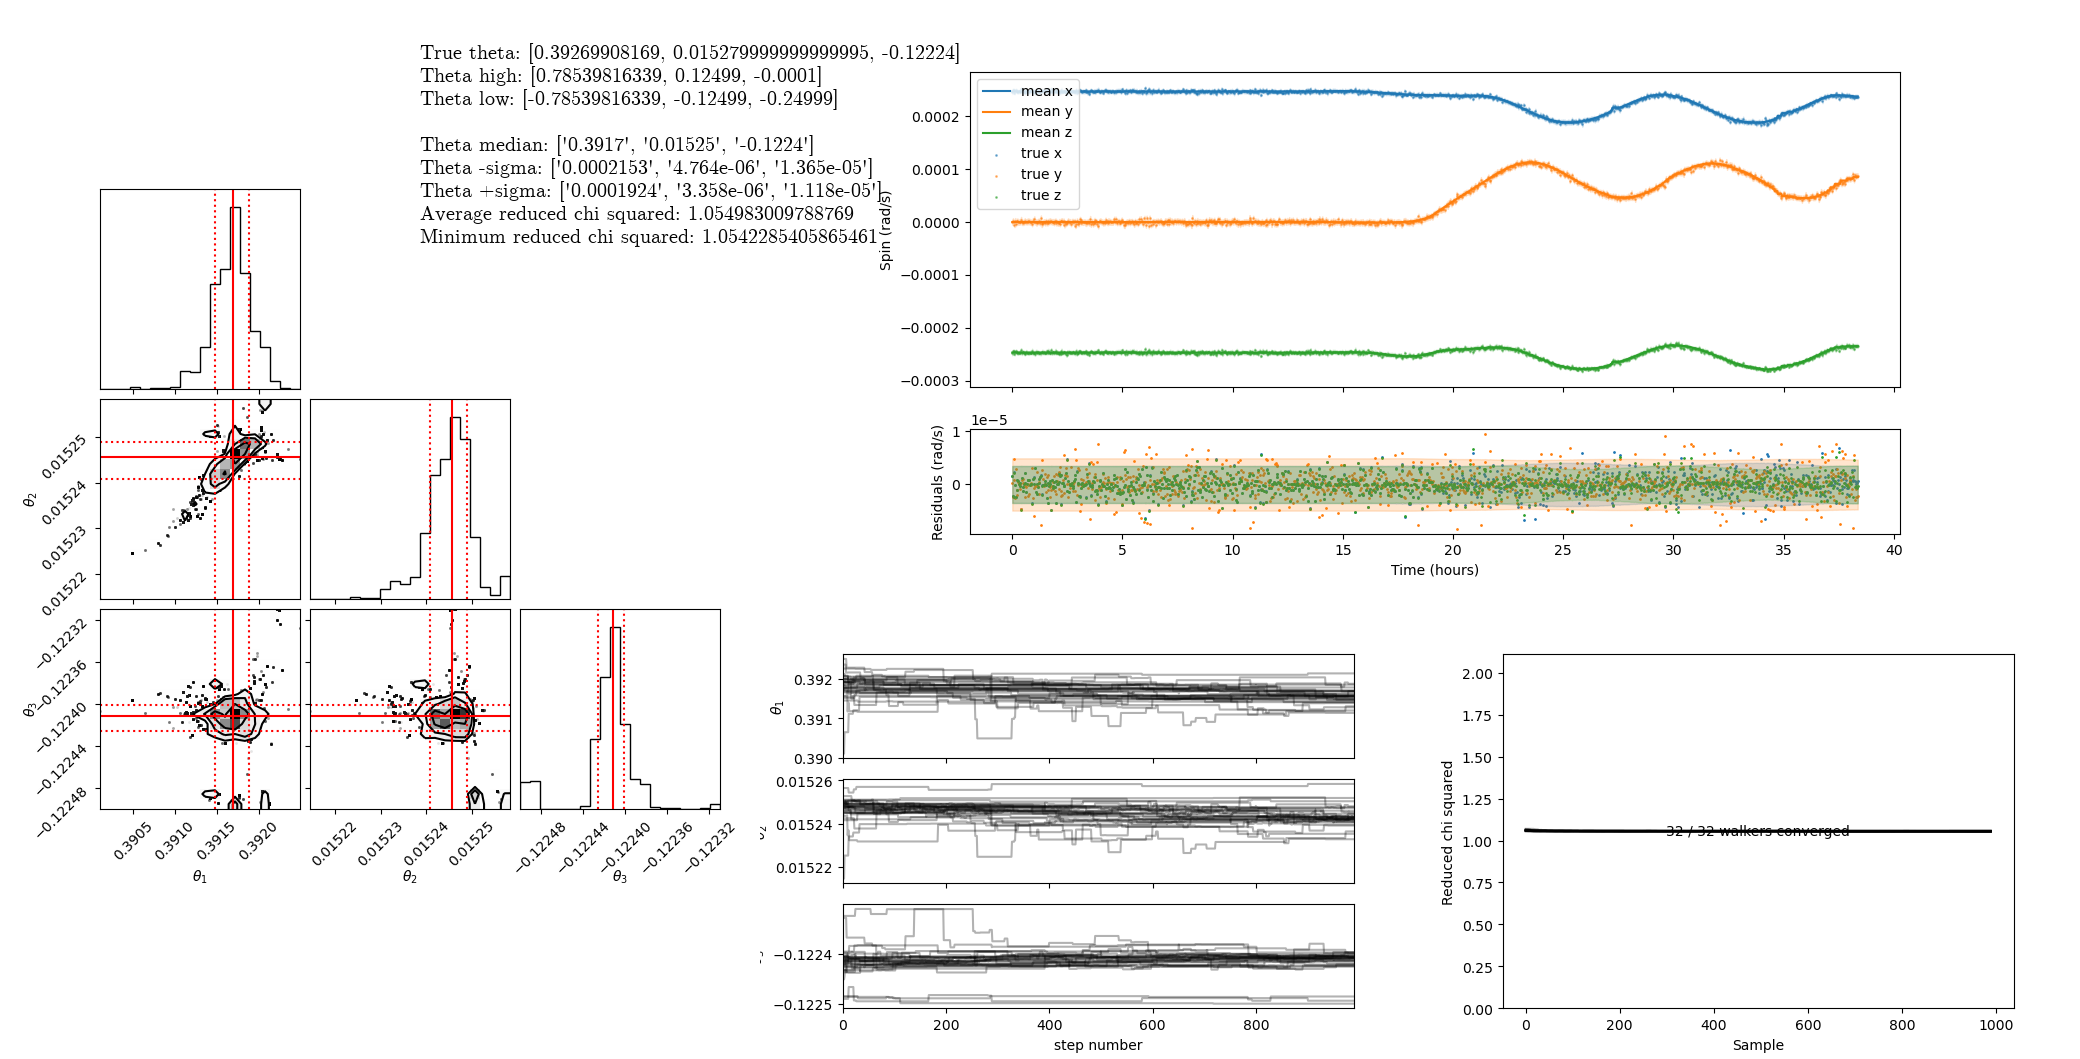 True theta: [0.39269908169, 0.015279999999999995, -0.12224]
Theta high: [0.78539816339, 0.12499, -0.0001]
Theta low: [-0.78539816339, -0.12499, -0.24999]
Theta median: ['0.3917', '0.01525', '-0.1224']
Theta -sigma: ['0.0002153', '4.764e-06', '1.365e-05']
Theta +sigma: ['0.0001924', '3.358e-06', '1.118e-05']
Average reduced chi squared: 1.054983009788769
Minimum reduced chi squared: 1.0542285405865461
mean x
mean y
mean z
true x
true y
true z
Spin (rad/s)
0.0002
0.0001
0.0000
−0.0001
−0.0002
−0.0003
1e−5
1
0
Residuals (rad/s)
0 5 10 15 20 25 30 35 40
Time (hours)
θ2
0.01525
0.01524
0.01523
0.01522
θ3
−0.12232
−0.12236
−0.12240
−0.12244
−0.12248
0.3905 0.3910 0.3915 0.3920
θ1
0.01522 0.01523 0.01524 0.01525
θ2
−0.12248 −0.12244 −0.12240 −0.12236 −0.12232
θ3
θ1
0.392
0.391
0.390
0.01526
0.01524
0.01522
−0.1224
−0.1225
0 200 400 600 800
step number
Reduced chi squared
2.00
1.75
1.50
1.25
1.00
0.75
0.50
0.25
0.00
32 / 32 walkers converged
0 200 400 600 800 1000
Sample